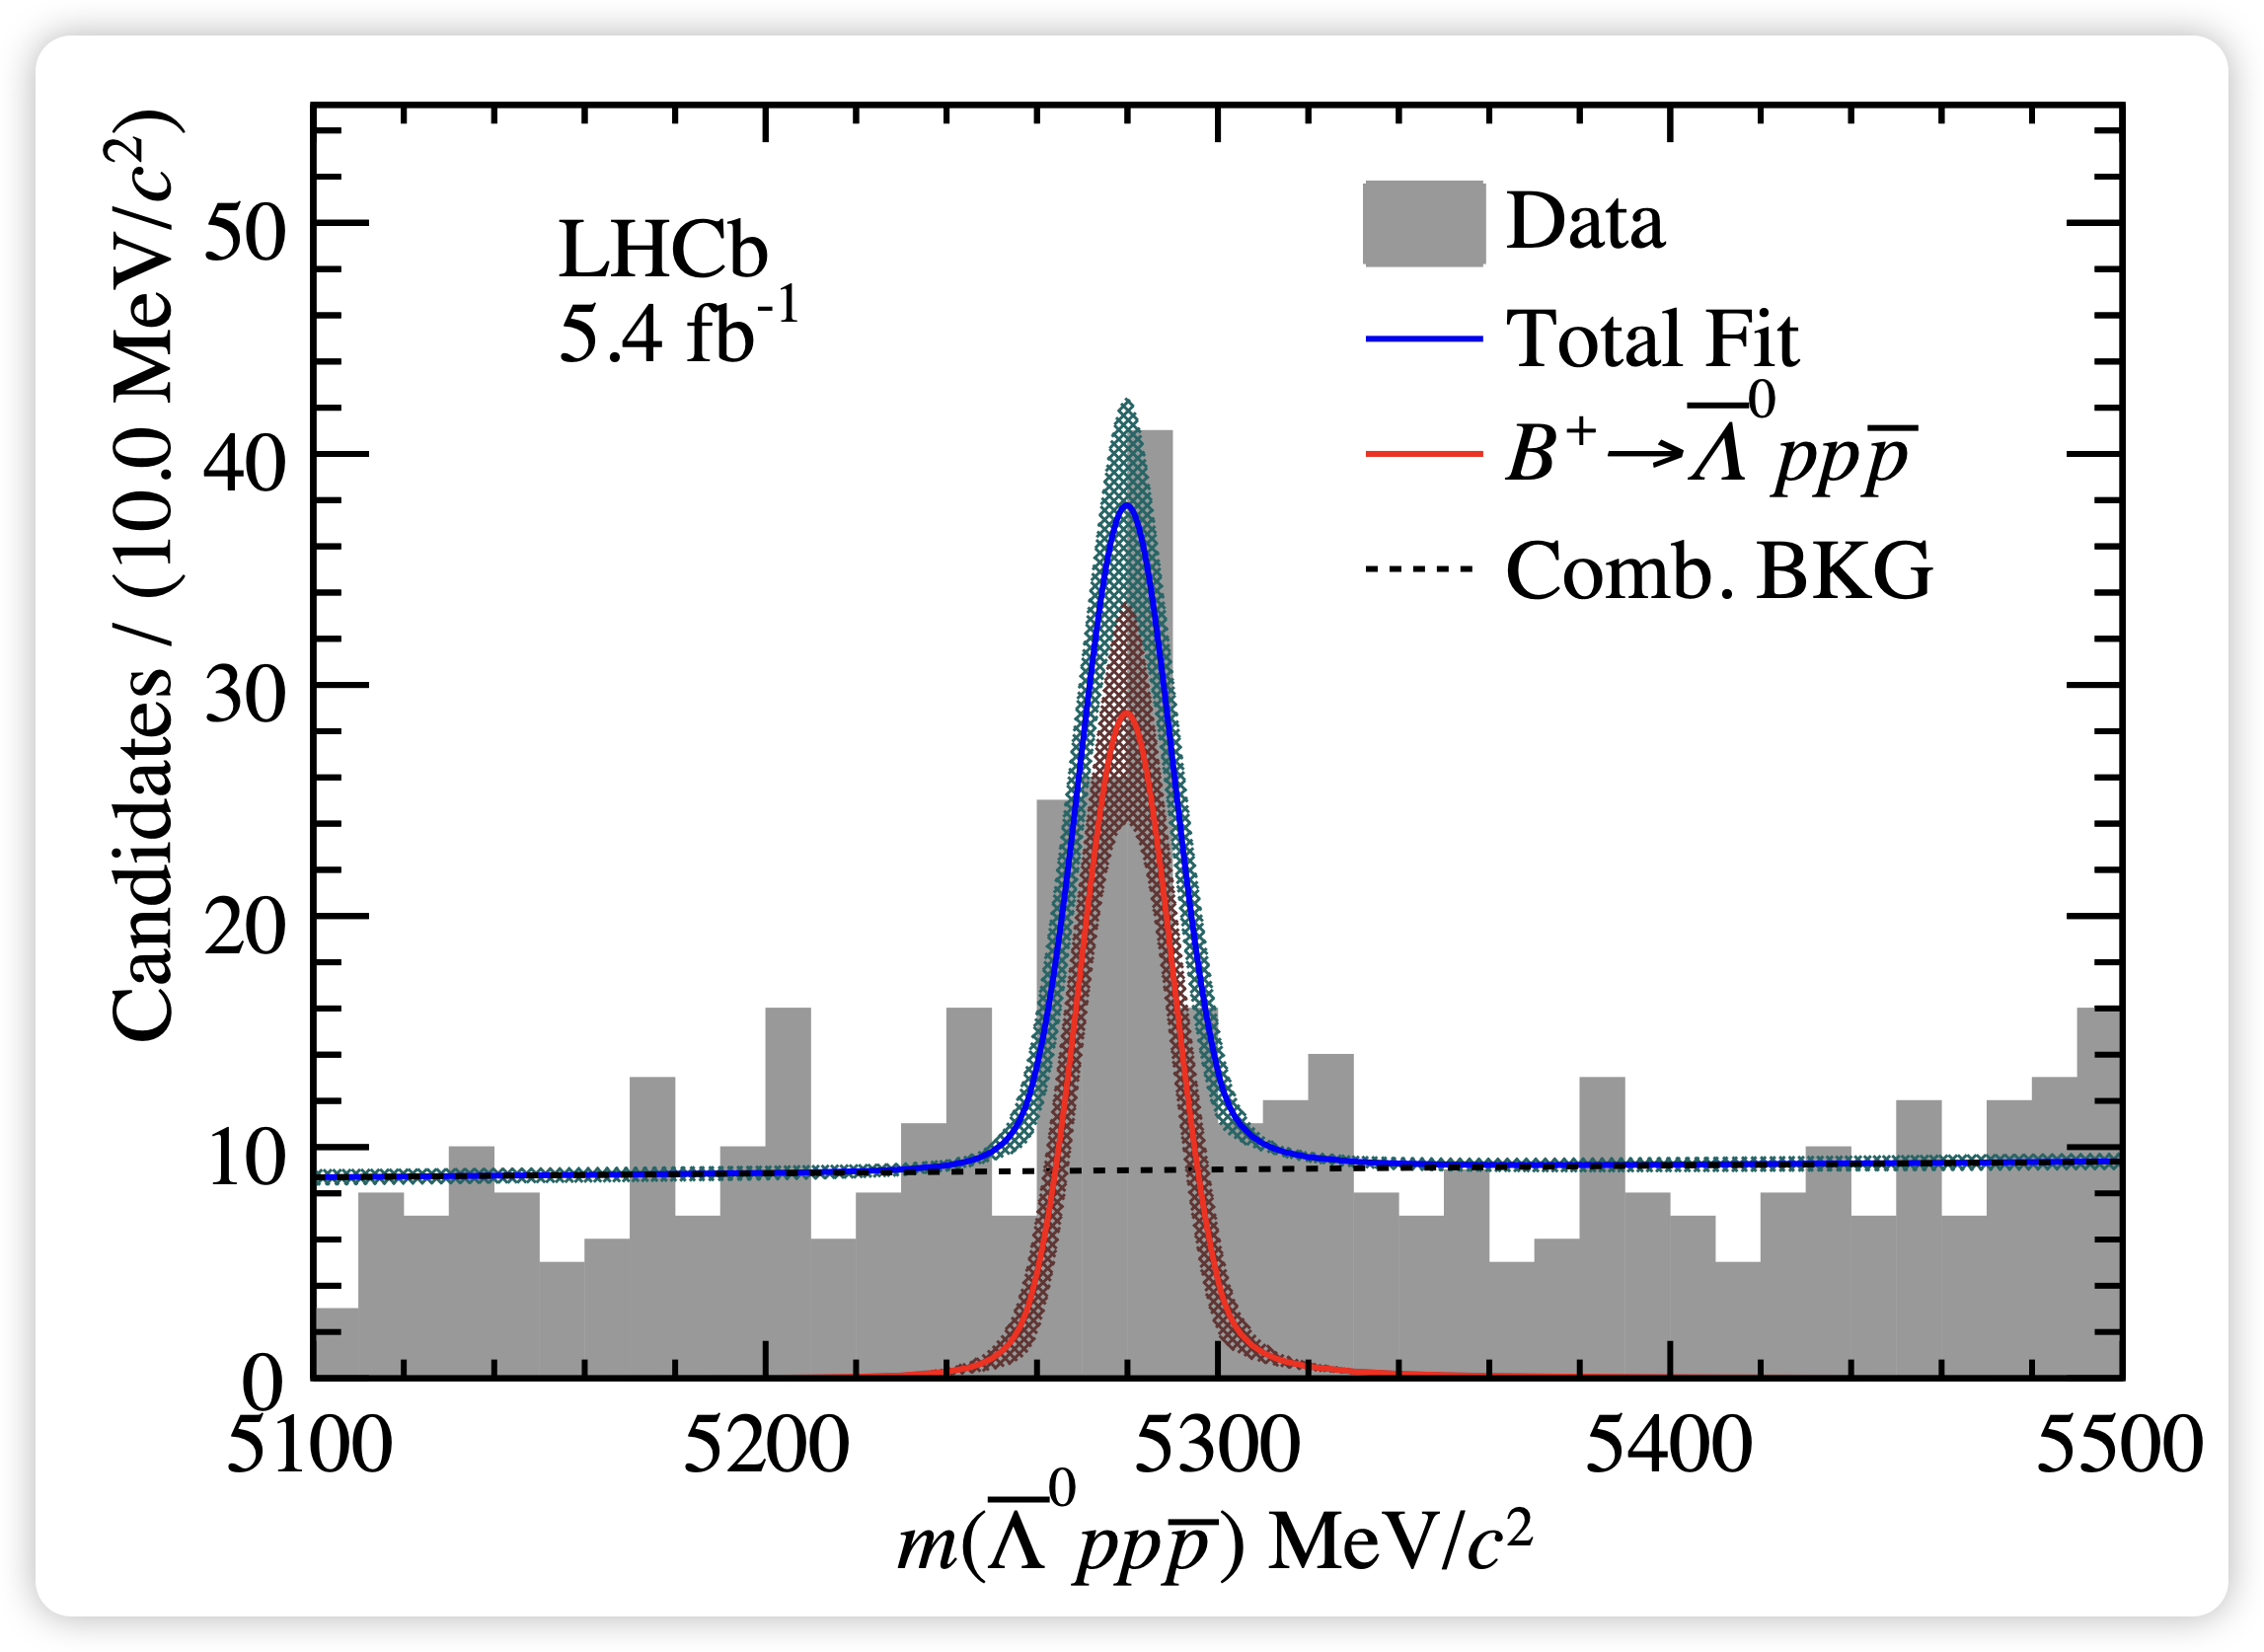 Candidates / (10.0 MeV/c²)
50
40
30
20
10
0
LHCb
5.4 fb⁻¹
Data
Total Fit
B⁺→Λ̅⁰ppp̅
Comb. BKG
5100 5200 5300 5400 5500
m(Λ̅⁰ppp̅) MeV/c²